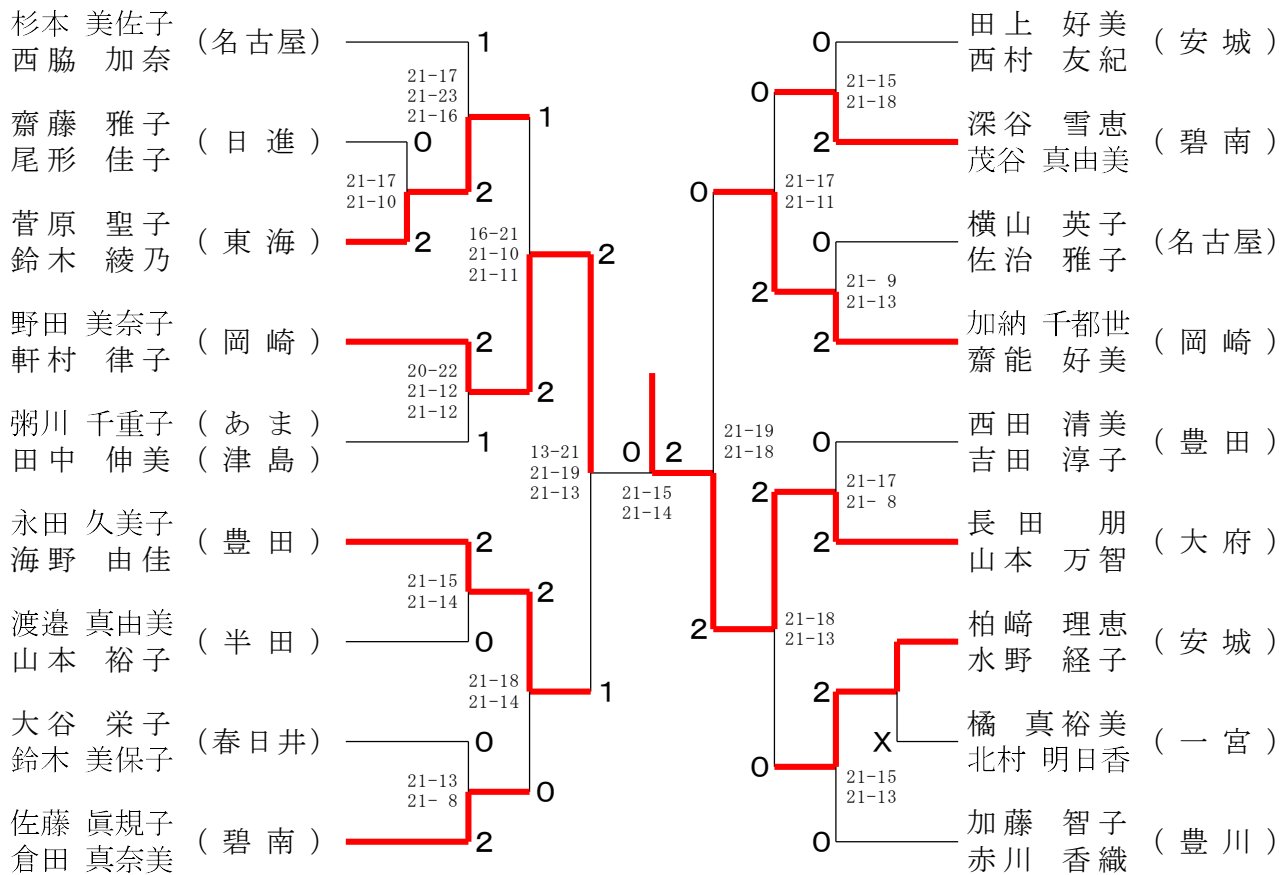 杉本 美佐子
西脇 加奈
(名古屋)
1
21-17
21-23
21-16
1
齋藤 雅子
尾形 佳子
(日進)
0
21-17
21-10
2
菅原 聖子
鈴木 綾乃
(東海)
2
16-21
21-10
21-11
2
野田 美奈子
軒村 律子
(岡崎)
2
20-22
21-12
21-12
2
粥川 千重子
田中 伸美
(あま)
(津島)
1
13-21
21-19
21-13
永田 久美子
海野 由佳
(豊田)
2
21-15
21-14
2
渡邉 真由美
山本 裕子
(半田)
0
21-18
21-14
1
大谷 栄子
鈴木 美保子
(春日井)
0
21-13
21- 8
0
佐藤 眞規子
倉田 真奈美
(碧南)
2
0
2
21-15
21-14
0
田上 好美
西村 友紀
(安城)
0
21-15
21-18
2
深谷 雪恵
茂谷 真由美
(碧南)
0
21-17
21-11
0
横山 英子
佐治 雅子
(名古屋)
2
21- 9
21-13
2
加納 千都世
齋能 好美
(岡崎)
21-19
21-18
0
西田 清美
吉田 淳子
(豊田)
2
21-17
21- 8
2
長田 朋
山本 万智
(大府)
2
21-18
21-13
柏﨑 理恵
水野 経子
(安城)
2
X
橘 真裕美
北村 明日香
(一宮)
0
21-15
21-13
0
加藤 智子
赤川 香織
(豊川)